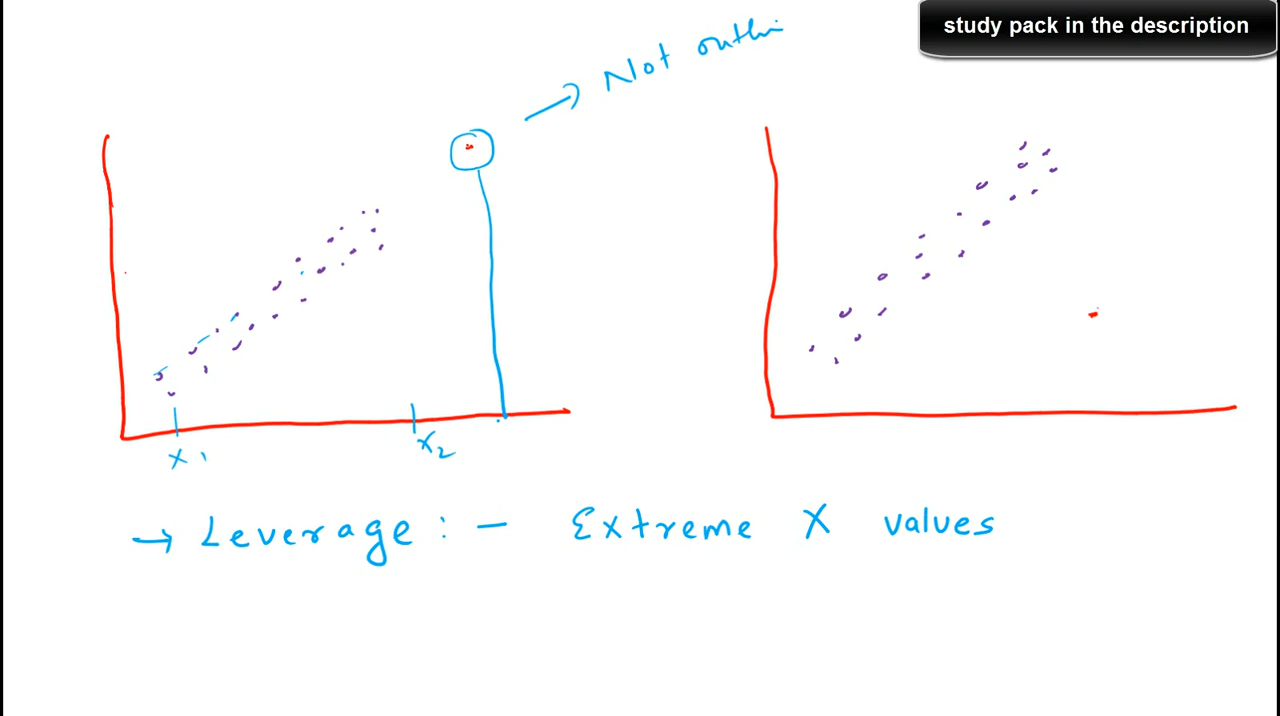 study pack in the description
→ Not outli
x1
x2
→ Leverage :- Extreme X values